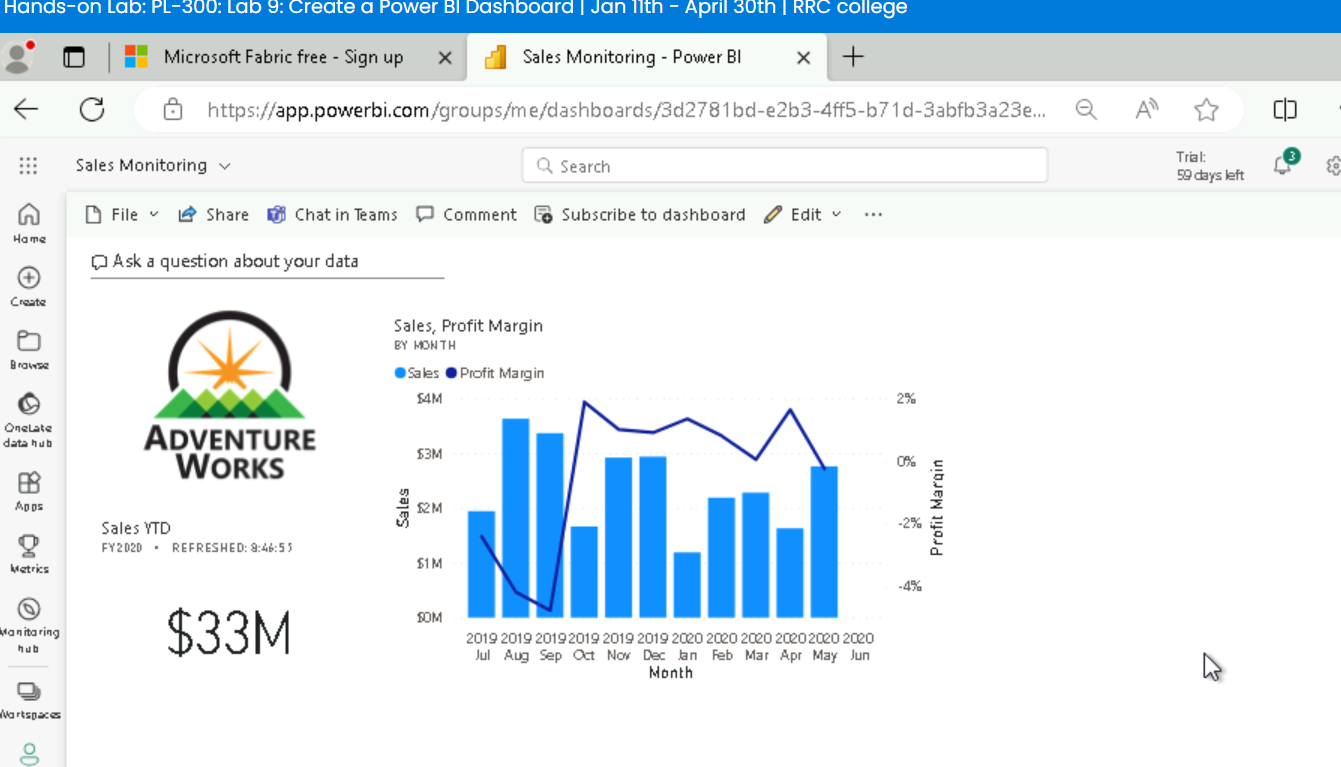 Hands-on Lab: PL-300: Lab 9: Create a Power BI Dashboard | Jan 11th - April 30th | RRC college
Microsoft Fabric free - Sign up
Sales Monitoring - Power BI
https://app.powerbi.com/groups/me/dashboards/3d2781bd-e2b3-4ff5-b71d-3abfb3a23e...
Sales Monitoring
Search
Trial:
59 days left
3
File
Share
Chat in Teams
Comment
Subscribe to dashboard
Edit
Home
Create
Browse
OneLake
data hub
Apps
Metrics
Monitoring
hub
Workspaces
Ask a question about your data
ADVENTURE
WORKS
Sales YTD
FY2020 • REFRESHED: 8:46:53
$33M
Sales, Profit Margin
BY MONTH
Sales Profit Margin
$4M
$3M
$2M
$1M
$0M
Sales
2%
0%
-2%
-4%
Profit Margin
2019 2019 2019 2019 2019 2019 2020 2020 2020 2020 2020 2020
Jul Aug Sep Oct Nov Dec Jan Feb Mar Apr May Jun
Month